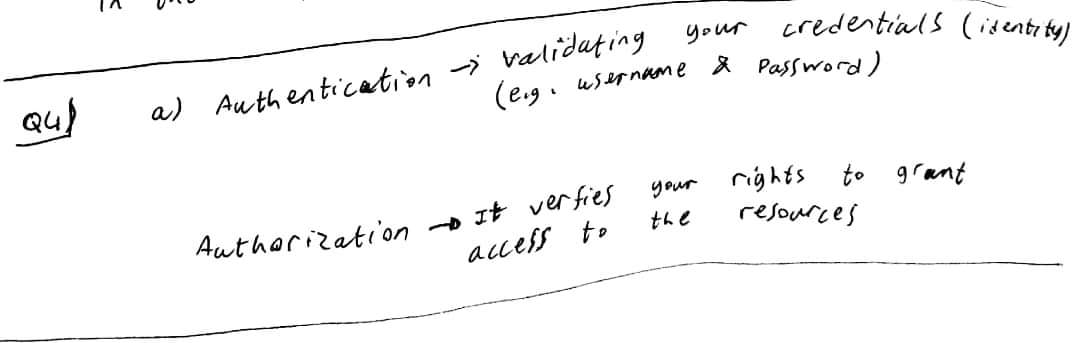 Q4) a) Authentication → validating your credentials (identity)
(e.g. username & Password)
Authorization → It verfies your rights to grant
access to the resources